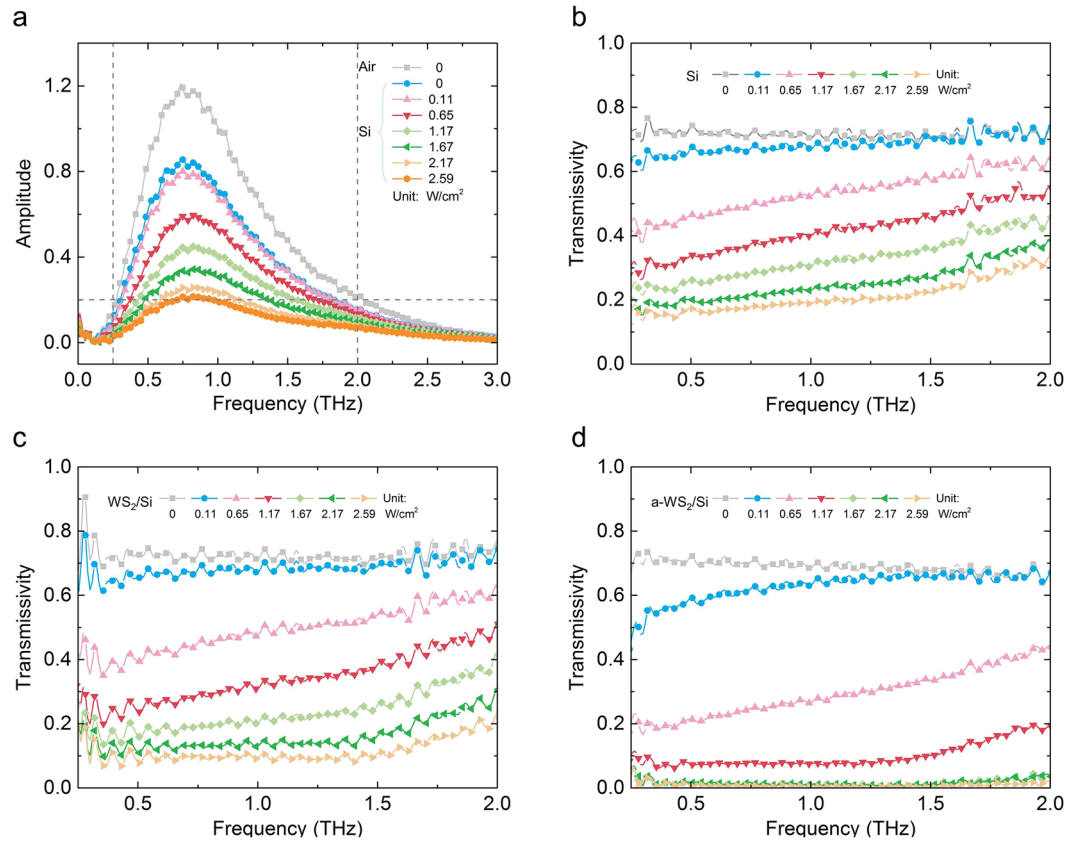 a
Amplitude
1.2
0.8
0.4
0.0
0.0 0.5 1.0 1.5 2.0 2.5 3.0
Frequency (THz)
Air 0
Si 0
0.11
0.65
1.17
1.67
2.17
2.59
Unit: W/cm²
b
Transmissivity
1.0
0.8
0.6
0.4
0.2
0.0
0.5 1.0 1.5 2.0
Frequency (THz)
Si Unit:
0 0.11 0.65 1.17 1.67 2.17 2.59 W/cm²
c
Transmissivity
1.0
0.8
0.6
0.4
0.2
0.0
0.5 1.0 1.5 2.0
Frequency (THz)
WS₂/Si Unit:
0 0.11 0.65 1.17 1.67 2.17 2.59 W/cm²
d
Transmissivity
1.0
0.8
0.6
0.4
0.2
0.0
0.5 1.0 1.5 2.0
Frequency (THz)
a-WS₂/Si Unit:
0 0.11 0.65 1.17 1.67 2.17 2.59 W/cm²